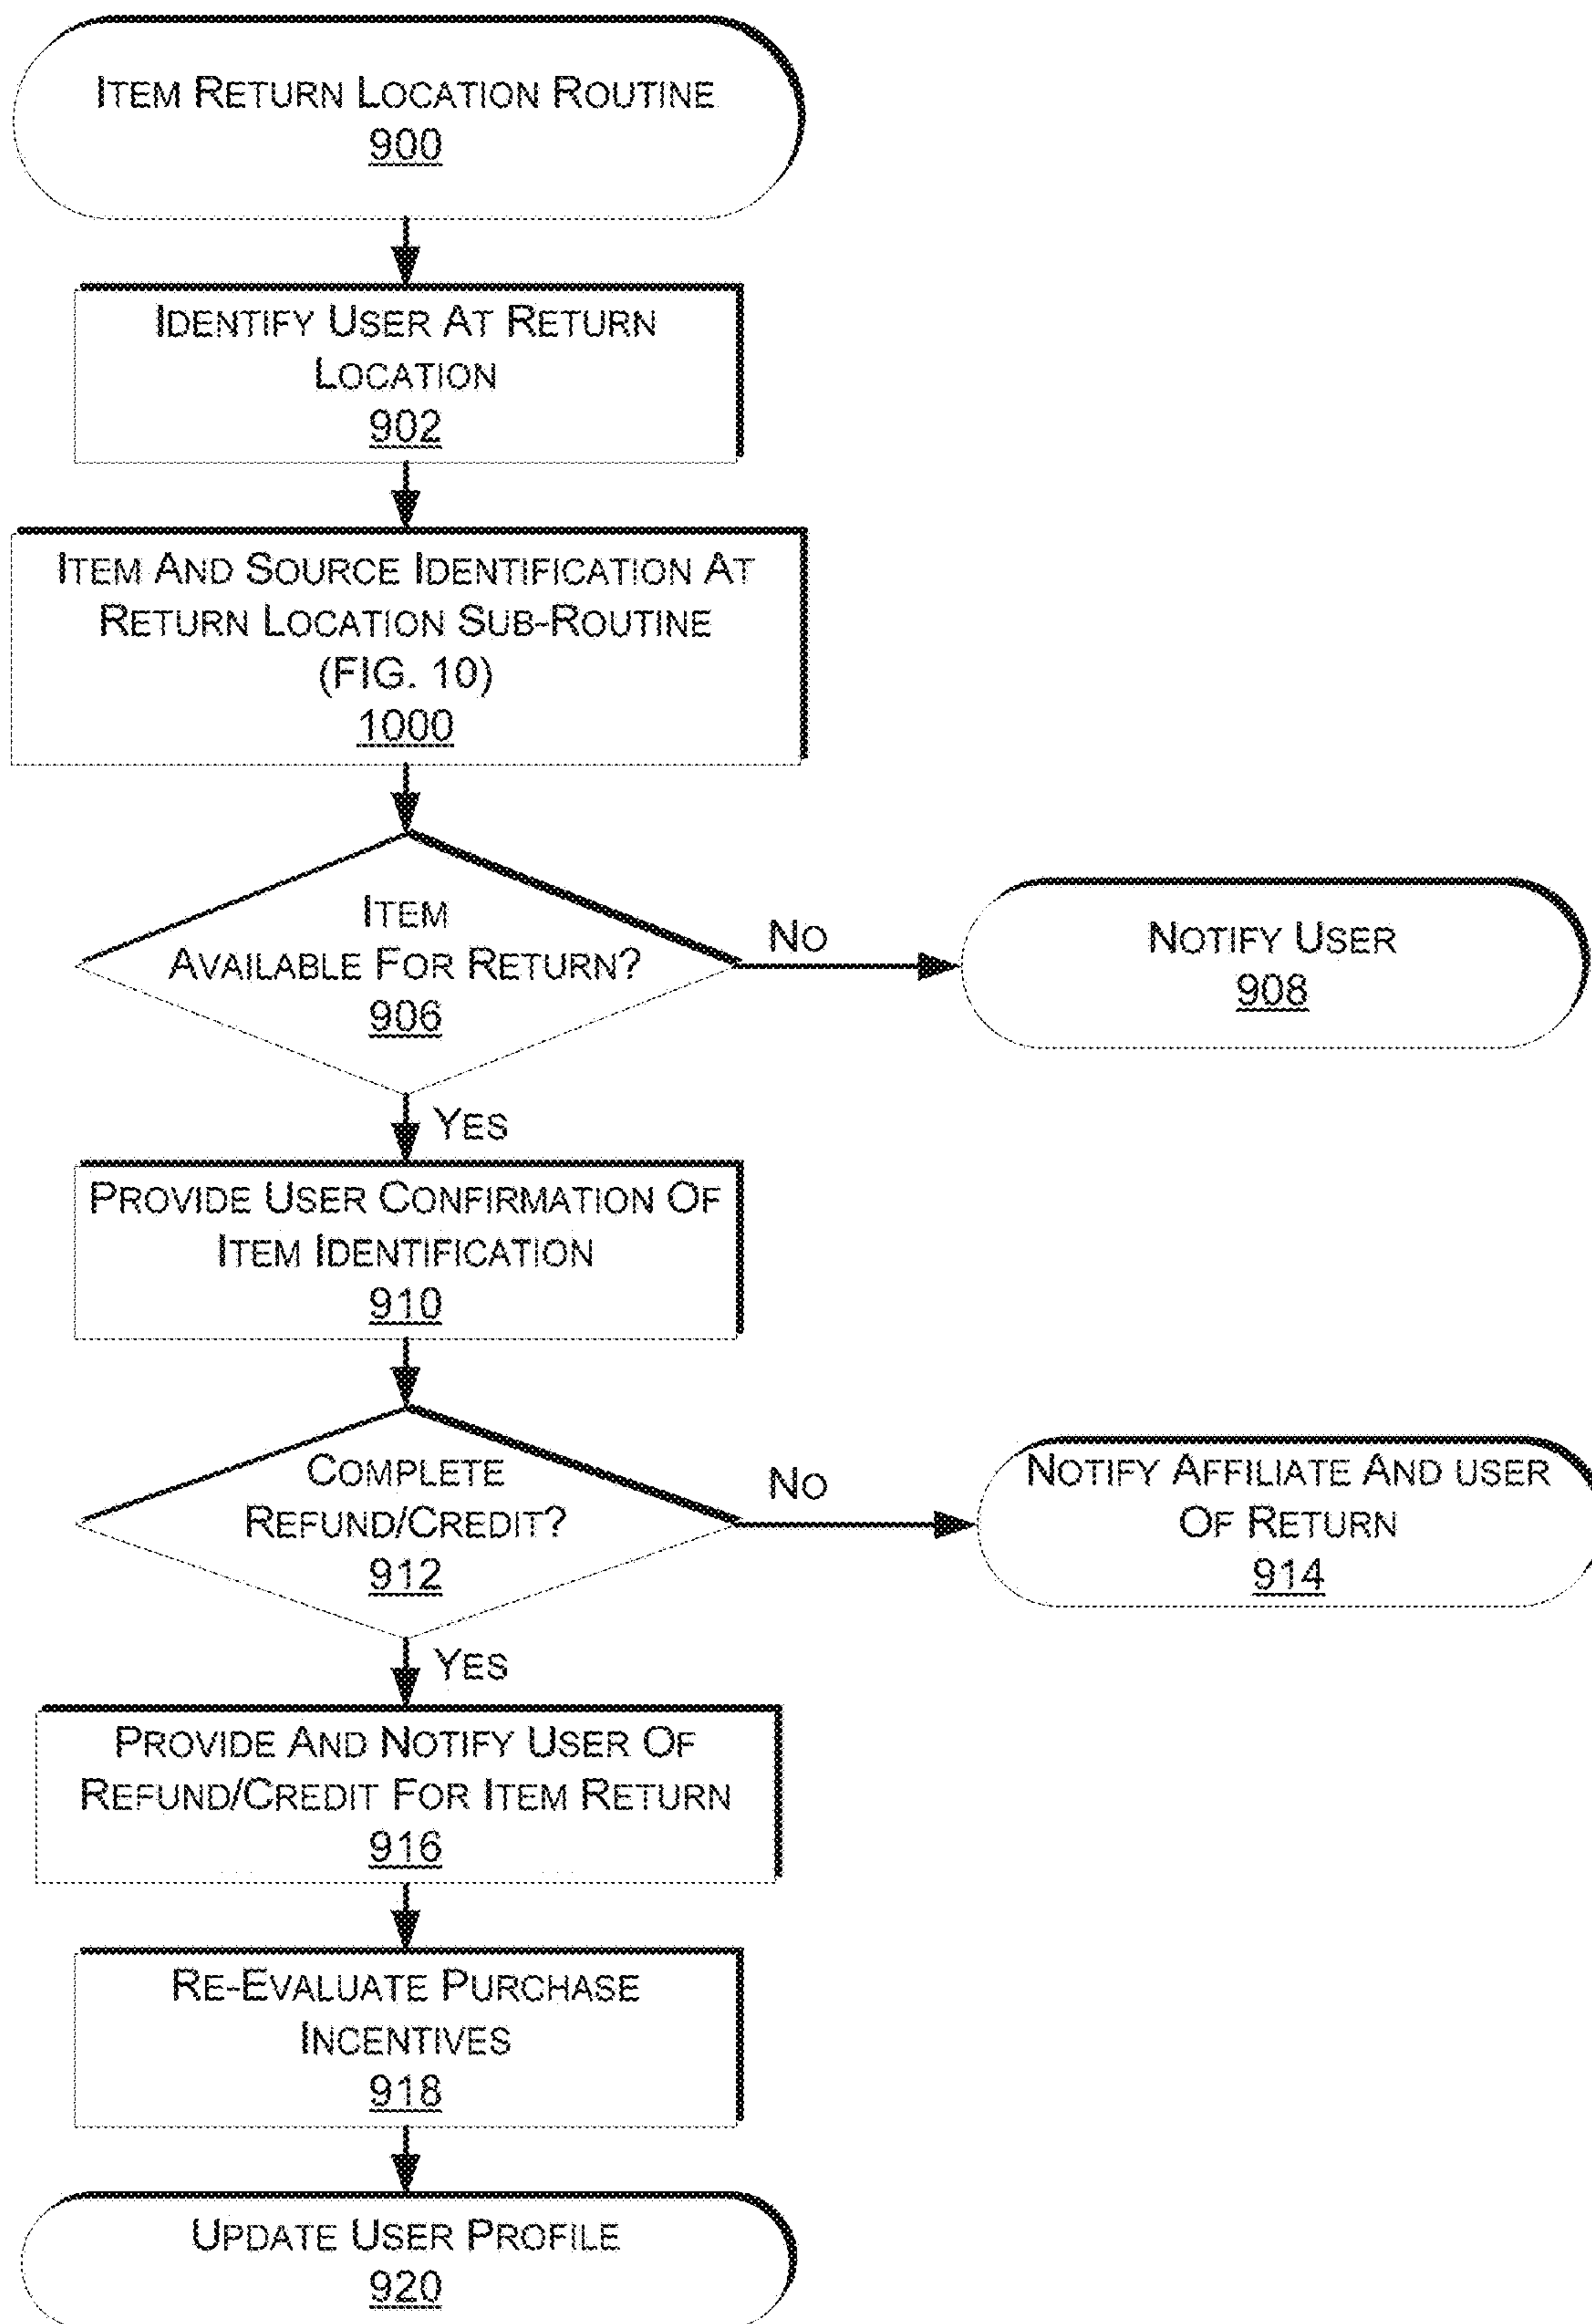 ITEM RETURN LOCATION ROUTINE
900
IDENTIFY USER AT RETURN
LOCATION
902
ITEM AND SOURCE IDENTIFICATION AT
RETURN LOCATION SUB-ROUTINE
(FIG. 10)
1000
ITEM
AVAILABLE FOR RETURN?
906
NO
NOTIFY USER
908
YES
PROVIDE USER CONFIRMATION OF
ITEM IDENTIFICATION
910
COMPLETE
REFUND/CREDIT?
912
NO
NOTIFY AFFILIATE AND USER
OF RETURN
914
YES
PROVIDE AND NOTIFY USER OF
REFUND/CREDIT FOR ITEM RETURN
916
RE-EVALUATE PURCHASE
INCENTIVES
918
UPDATE USER PROFILE
920